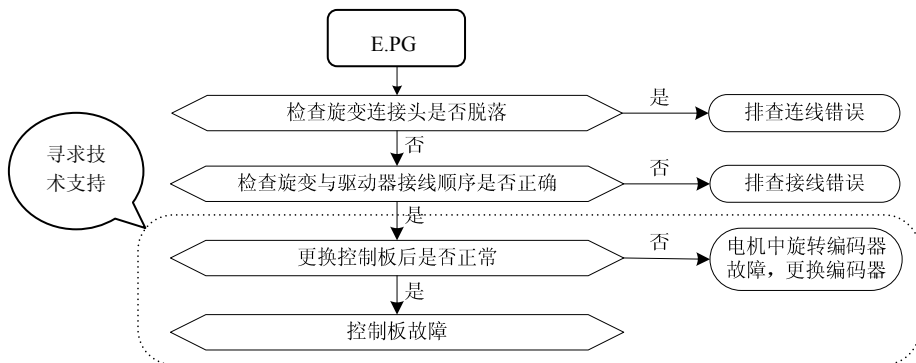 E.PG
检查旋变连接头是否脱落
是
排查连线错误
否
寻求技
术支持
检查旋变与驱动器接线顺序是否正确
否
排查接线错误
是
更换控制板后是否正常
否
电机中旋转编码器
故障，更换编码器
是
控制板故障